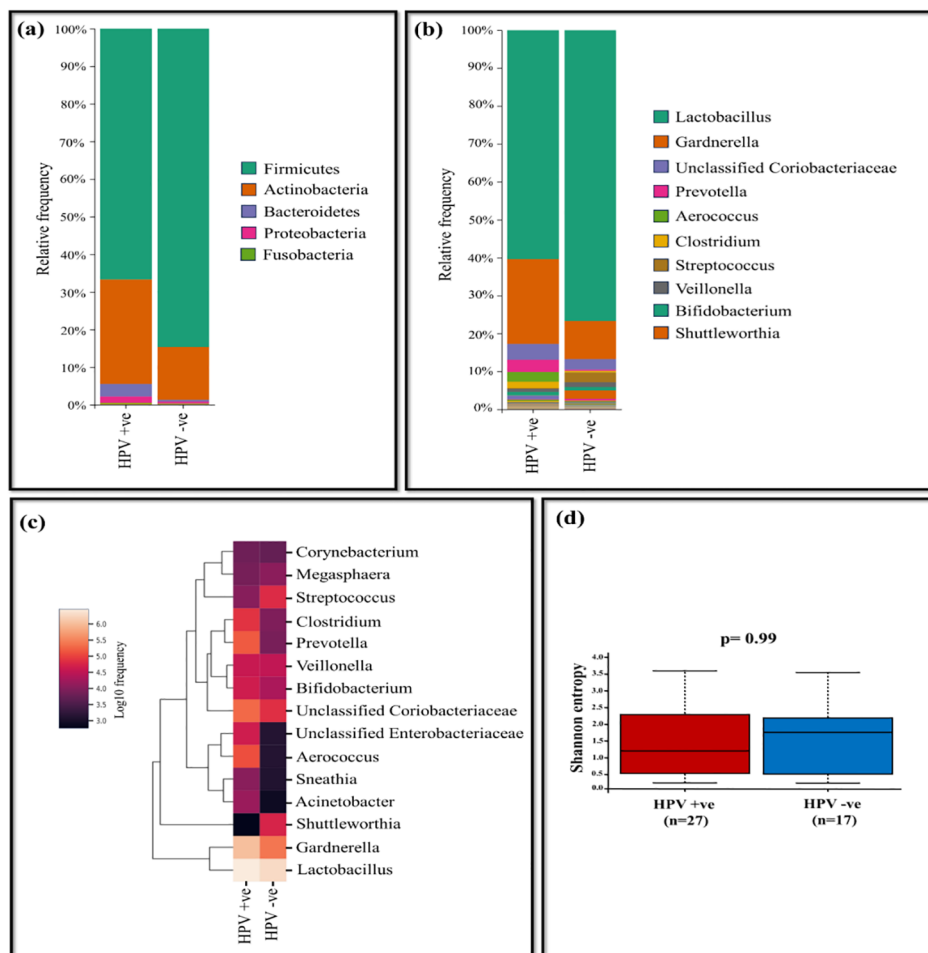 (a)
100%
90%
80%
70%
60%
50%
40%
30%
20%
10%
0%
Relative frequency
HPV +ve
HPV -ve
Firmicutes
Actinobacteria
Bacteroidetes
Proteobacteria
Fusobacteria
(b)
100%
90%
80%
70%
60%
50%
40%
30%
20%
10%
0%
Relative frequency
HPV +ve
HPV -ve
Lactobacillus
Gardnerella
Unclassified Coriobacteriaceae
Prevotella
Aerococcus
Clostridium
Streptococcus
Veillonella
Bifidobacterium
Shuttleworthia
(c)
6.0
5.5
5.0
4.5
4.0
3.5
3.0
Log10 frequency
Corynebacterium
Megasphaera
Streptococcus
Clostridium
Prevotella
Veillonella
Bifidobacterium
Unclassified Coriobacteriaceae
Unclassified Enterobacteriaceae
Aerococcus
Sneathia
Acinetobacter
Shuttleworthia
Gardnerella
Lactobacillus
HPV +ve
HPV -ve
(d)
p= 0.99
Shannon entropy
4.0
3.5
3.0
2.5
2.0
1.5
1.0
0.5
0.0
HPV +ve
(n=27)
HPV -ve
(n=17)